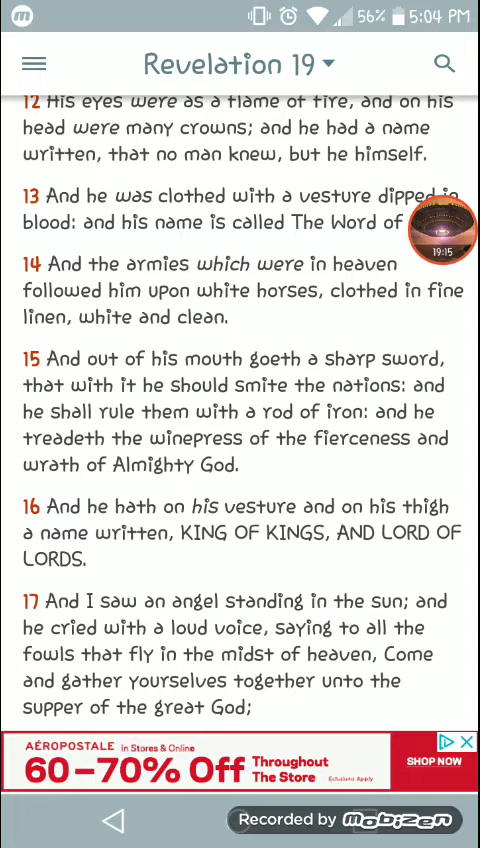 56% 5:04 PM
Revelation 19
12 His eyes were as a flame of fire, and on his
head were many crowns; and he had a name
written, that no man knew, but he himself.
13 And he was clothed with a vesture dipped in
blood: and his name is called The Word of
14 And the armies which were in heaven
followed him upon white horses, clothed in fine
linen, white and clean.
15 And out of his mouth goeth a sharp sword,
that with it he should smite the nations: and
he shall rule them with a rod of iron: and he
treadeth the winepress of the fierceness and
wrath of Almighty God.
16 And he hath on his vesture and on his thigh
a name written, KING OF KINGS, AND LORD OF
LORDS.
17 And I saw an angel standing in the sun; and
he cried with a loud voice, saying to all the
fowls that fly in the midst of heaven, Come
and gather yourselves together unto the
supper of the great God;
19:15
AÉROPOSTALE In Stores & Online
60–70% Off Throughout
The Store
Exclusions Apply
SHOP NOW
Recorded by Mobizen